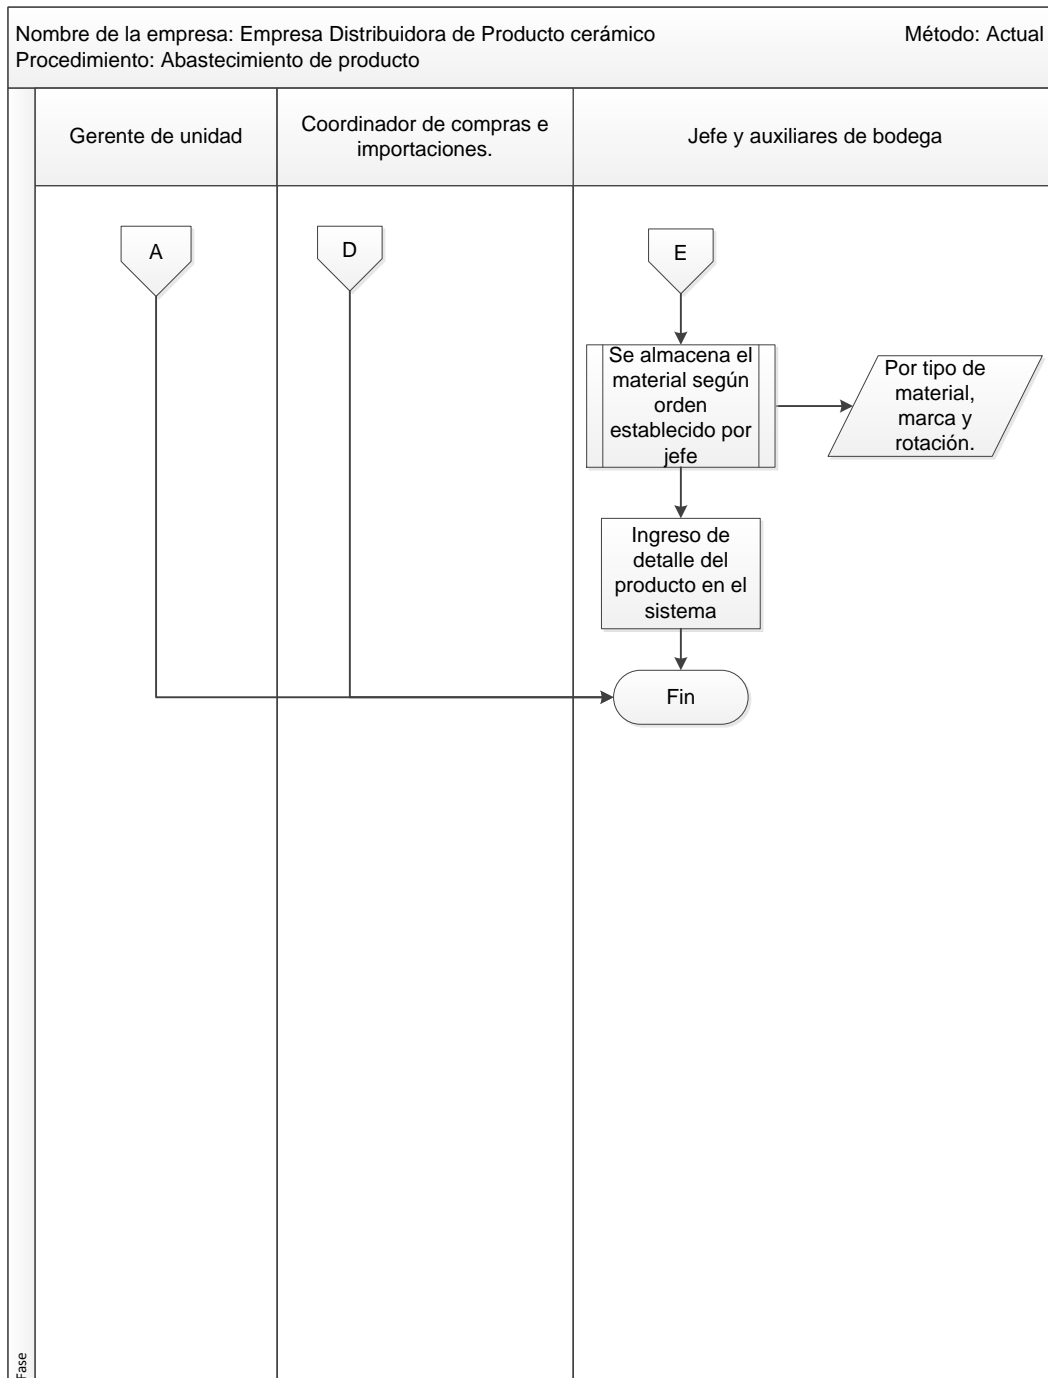 Nombre de la empresa: Empresa Distribuidora de Producto cerámico Método: Actual
Procedimiento: Abastecimiento de producto
Gerente de unidad
Coordinador de compras e
importaciones.
Jefe y auxiliares de bodega
A
D
E
Se almacena el
material según
orden
establecido por
jefe
Por tipo de
material,
marca y
rotación.
Ingreso de
detalle del
producto en el
sistema
Fin
Fase